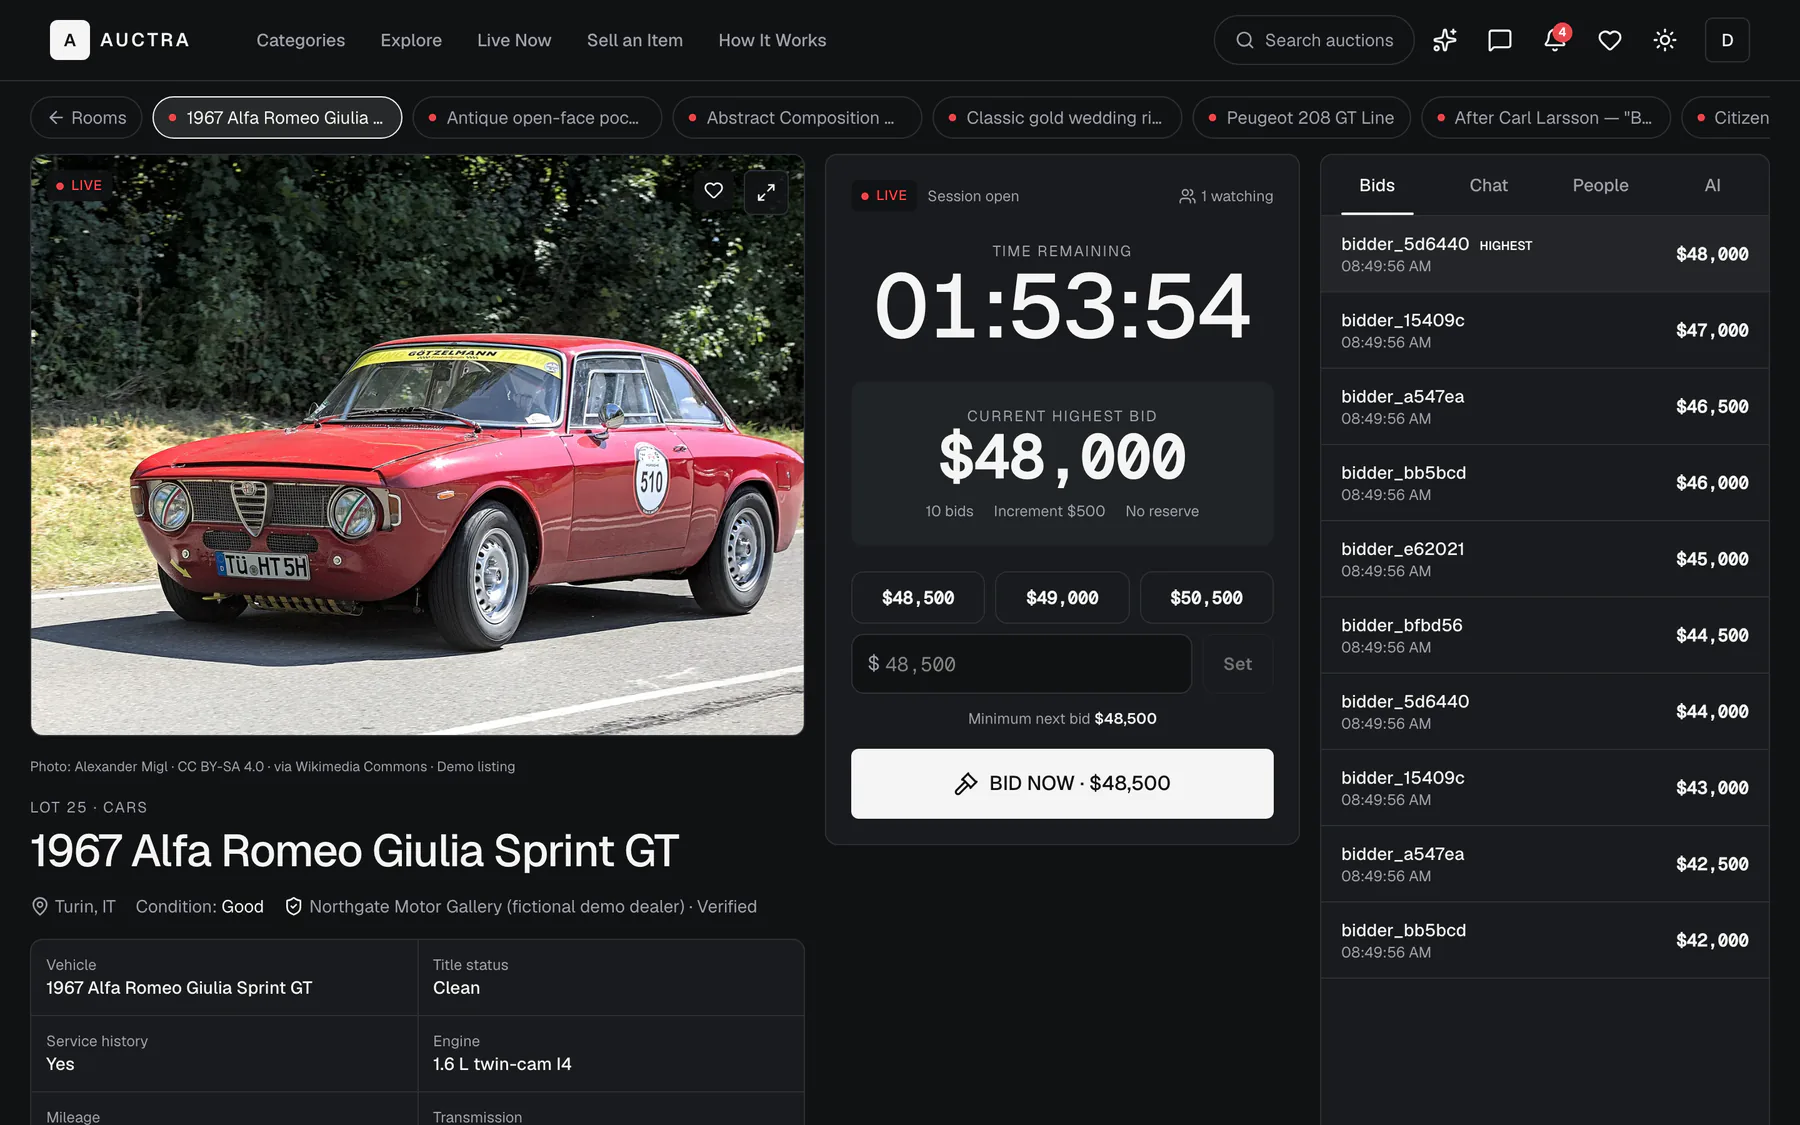 A AUCTRA Categories Explore Live Now Sell an Item How It Works Search auctions 4 D
Rooms 1967 Alfa Romeo Giulia ... Antique open-face poc... Abstract Composition ... Classic gold wedding ri... Peugeot 208 GT Line After Carl Larsson — "B... Citizen
LIVE
GÖTZELMANN
510
TÜ HT 5H
Photo: Alexander Migl · CC BY-SA 4.0 · via Wikimedia Commons · Demo listing
LOT 25 · CARS
1967 Alfa Romeo Giulia Sprint GT
Turin, IT Condition: Good Northgate Motor Gallery (fictional demo dealer) · Verified
Vehicle Title status
1967 Alfa Romeo Giulia Sprint GT Clean
Service history Engine
Yes 1.6 L twin-cam I4
Mileage Transmission
LIVE Session open 1 watching
TIME REMAINING
01:53:54
CURRENT HIGHEST BID
$48,000
10 bids Increment $500 No reserve
$48,500 $49,000 $50,500
$ 48,500 Set
Minimum next bid $48,500
BID NOW · $48,500
Bids Chat People AI
bidder_5d6440 HIGHEST $48,000
08:49:56 AM
bidder_15409c $47,000
08:49:56 AM
bidder_a547ea $46,500
08:49:56 AM
bidder_bb5bcd $46,000
08:49:56 AM
bidder_e62021 $45,000
08:49:56 AM
bidder_bfbd56 $44,500
08:49:56 AM
bidder_5d6440 $44,000
08:49:56 AM
bidder_15409c $43,000
08:49:56 AM
bidder_a547ea $42,500
08:49:56 AM
bidder_bb5bcd $42,000
08:49:56 AM